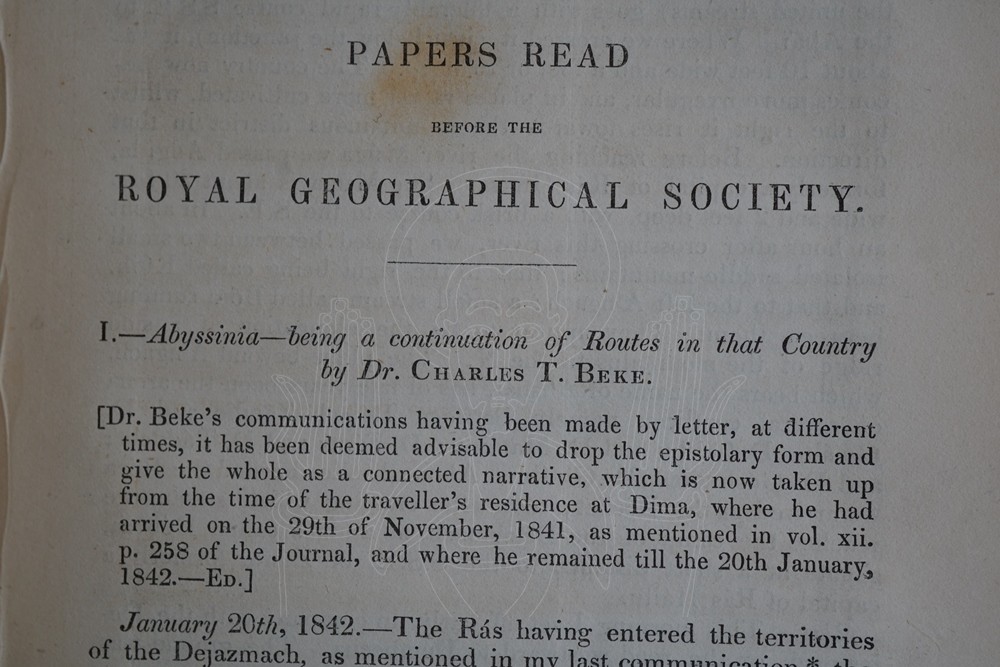 PAPERS READ
BEFORE THE
ROYAL GEOGRAPHICAL SOCIETY.
I.—Abyssinia—being a continuation of Routes in that Country
by Dr. CHARLES T. BEKE.
[Dr. Beke's communications having been made by letter, at different
times, it has been deemed advisable to drop the epistolary form and
give the whole as a connected narrative, which is now taken up
from the time of the traveller's residence at Dima, where he had
arrived on the 29th of November, 1841, as mentioned in vol. xii.
p. 258 of the Journal, and where he remained till the 20th January,
1842.—ED.]
January 20th, 1842.—The Rás having entered the territories
of the Dejazmach, as mentioned in my last communication * the